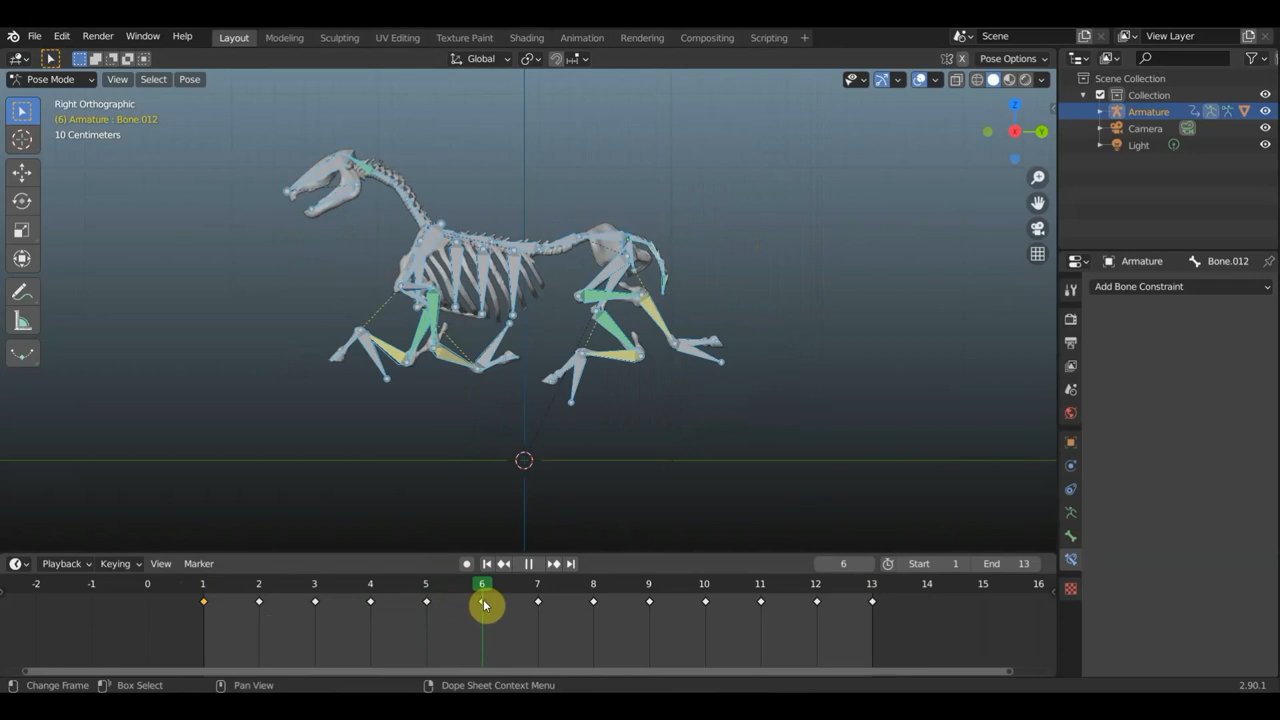 File Edit Render Window Help Layout Modeling Sculpting UV Editing Texture Paint Shading Animation Rendering Compositing Scripting + Scene View Layer
Global Pose Options
Pose Mode View Select Pose
Right Orthographic
(6) Armature : Bone.012
10 Centimeters
X Y Z
Scene Collection
Collection
Armature
Camera
Light
Armature Bone.012
Add Bone Constraint
Playback Keying View Marker 6 Start 1 End 13
-2 -1 0 1 2 3 4 5 6 7 8 9 10 11 12 13 14 15 16
Change Frame Box Select Pan View Dope Sheet Context Menu 2.90.1